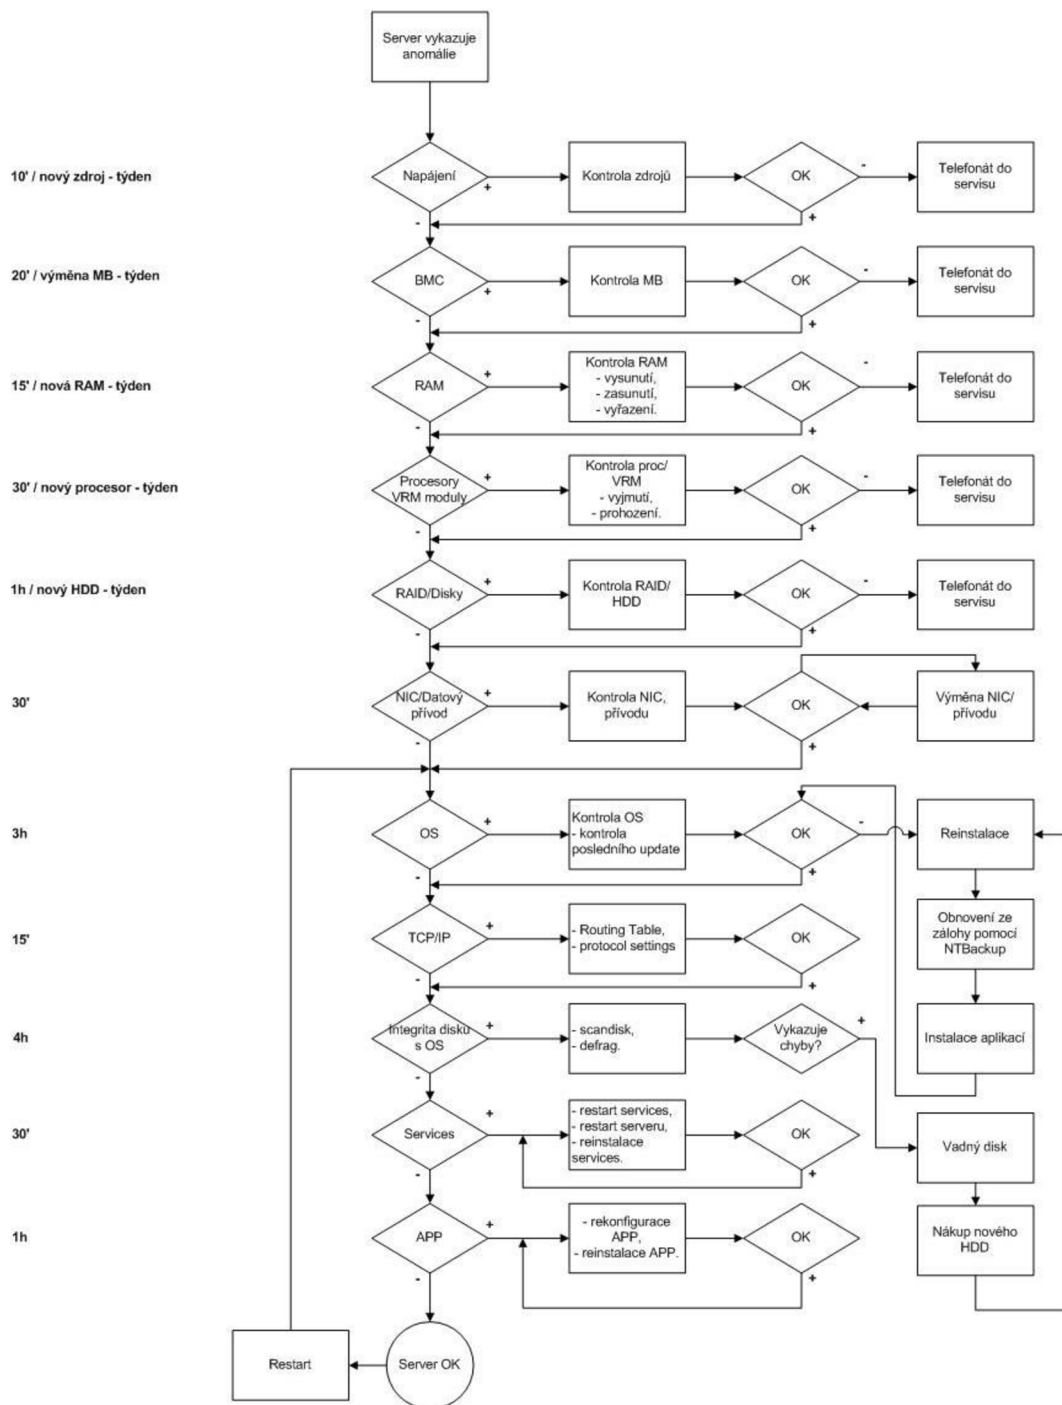 Server vykazuje
anomálie
10' / nový zdroj - týden
Napájení
+
Kontrola zdrojů
OK
-
Telefonát do
servisu
-
+
20' / výměna MB - týden
BMC
+
Kontrola MB
OK
-
Telefonát do
servisu
-
+
15' / nová RAM - týden
RAM
+
Kontrola RAM
- vysunutí,
- zasunutí,
- vyřazení.
OK
-
Telefonát do
servisu
-
+
30' / nový procesor - týden
Procesory
VRM moduly
+
Kontrola proc/
VRM
- vyjmutí,
- prohození.
OK
-
Telefonát do
servisu
-
+
1h / nový HDD - týden
RAID/Disky
+
Kontrola RAID/
HDD
OK
-
Telefonát do
servisu
-
+
30'
NIC/Datový
přívod
+
Kontrola NIC,
přívodu
OK
Výměna NIC/
přívodu
-
+
3h
OS
+
Kontrola OS
- kontrola
posledního update
OK
-
Reinstalace
-
+
15'
TCP/IP
+
- Routing Table,
- protocol settings
OK
Obnovení ze
zálohy pomocí
NTBackup
-
+
4h
Integrita disku
s OS
+
- scandisk,
- defrag.
Vykazuje
chyby?
+
Instalace aplikací
-
30'
Services
+
- restart services,
- restart serveru,
- reinstalace
services.
OK
Vadný disk
-
+
1h
APP
+
- rekonfigurace
APP,
- reinstalace APP.
OK
Nákup nového
HDD
-
+
Restart
Server OK